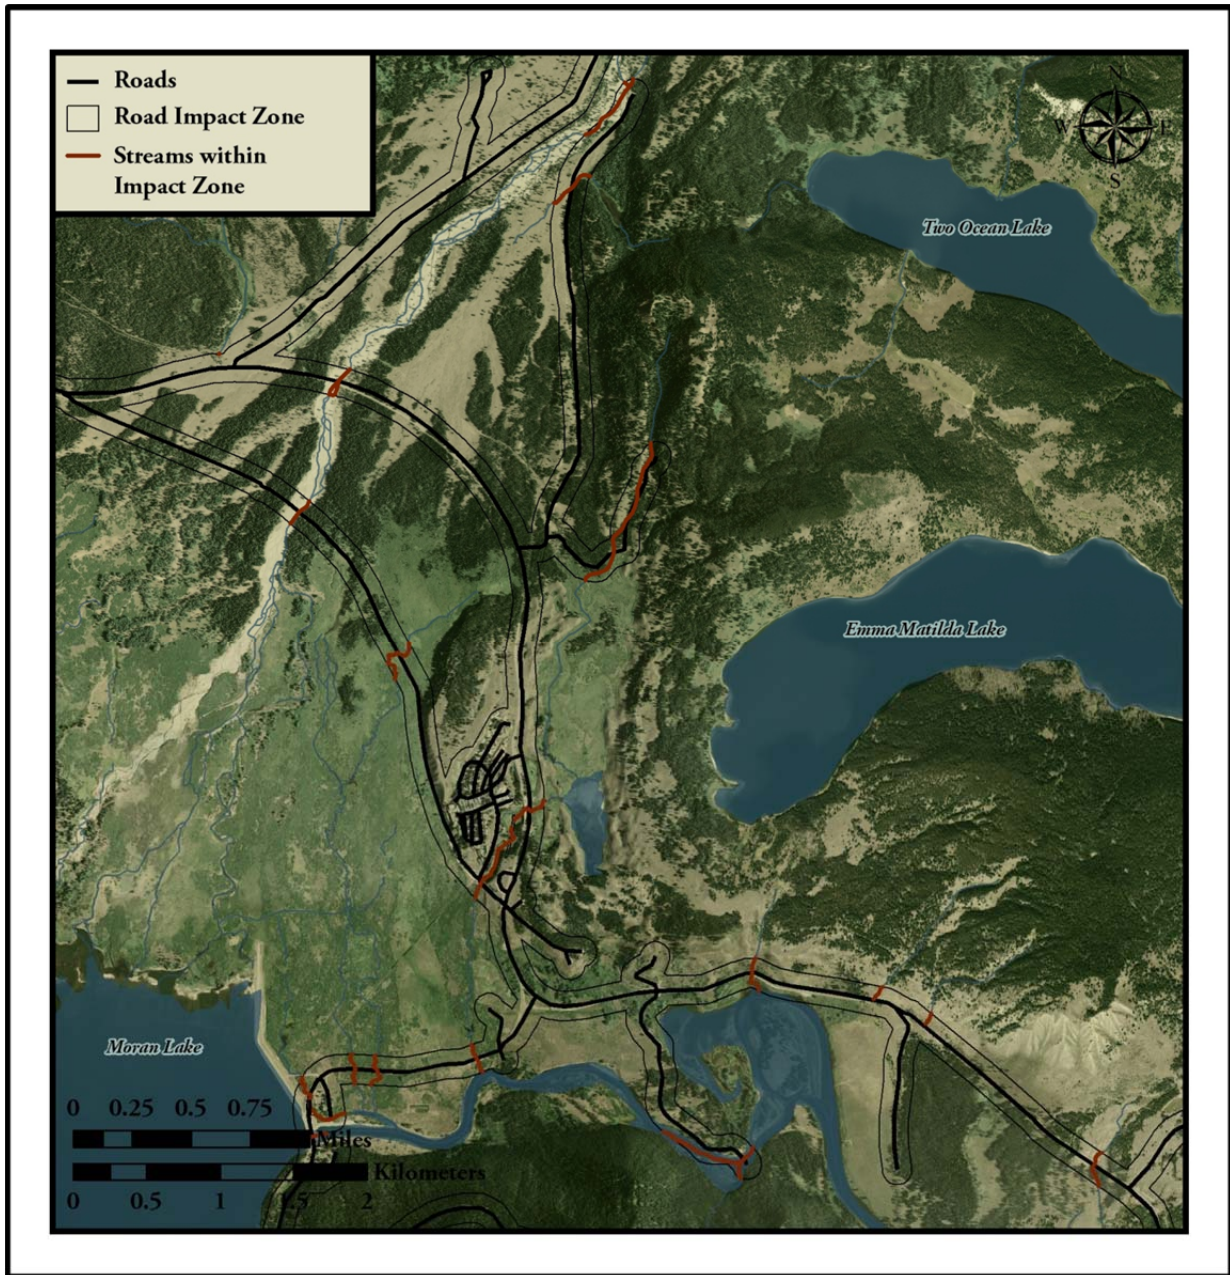 Roads
Road Impact Zone
Streams within
Impact Zone
N
W E
S
Two Ocean Lake
Emma Matilda Lake
Moran Lake
0 0.25 0.5 0.75
Miles
Kilometers
0 0.5 1 1.5 2